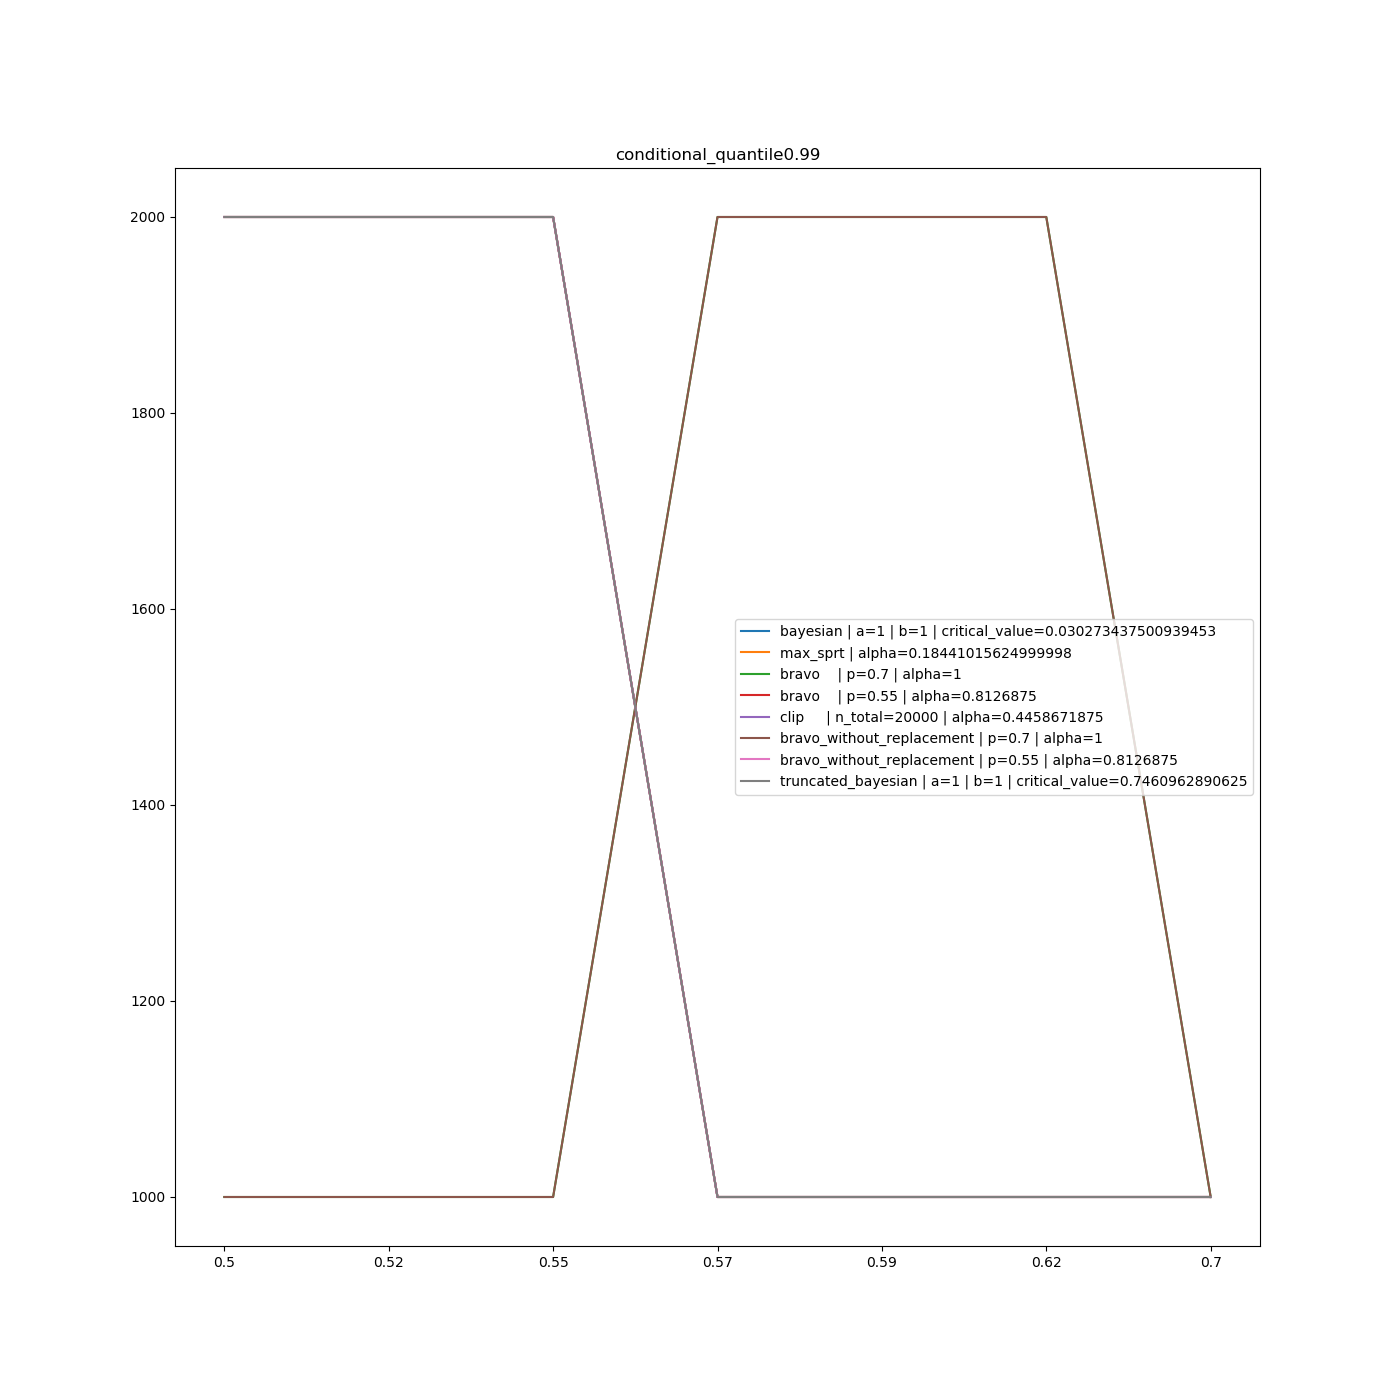 conditional_quantile0.99
2000
1800
1600
1400
1200
1000
bayesian | a=1 | b=1 | critical_value=0.030273437500939453
max_sprt | alpha=0.18441015624999998
bravo    | p=0.7 | alpha=1
bravo    | p=0.55 | alpha=0.8126875
clip     | n_total=20000 | alpha=0.4458671875
bravo_without_replacement | p=0.7 | alpha=1
bravo_without_replacement | p=0.55 | alpha=0.8126875
truncated_bayesian | a=1 | b=1 | critical_value=0.7460962890625
0.5 0.52 0.55 0.57 0.59 0.62 0.7